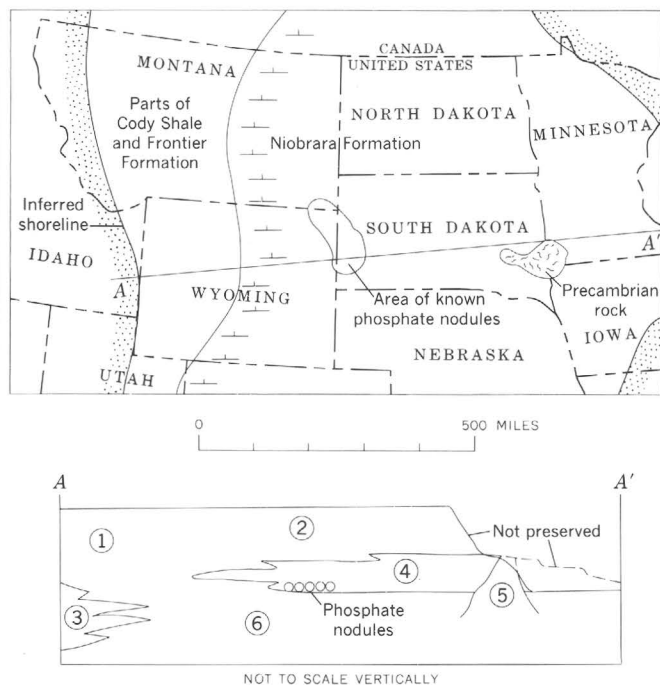 CANADA
UNITED STATES
MONTANA
NORTH DAKOTA
MINNESOTA
Parts of
Cody Shale
and Frontier
Formation
Niobrara Formation
Inferred
shoreline
SOUTH DAKOTA
A'
IDAHO
A
WYOMING
Area of known
phosphate nodules
Precambrian
rock
IOWA
NEBRASKA
UTAH
0 500 MILES
A A'
1
2
Not preserved
3
4
5
6
Phosphate
nodules
NOT TO SCALE VERTICALLY